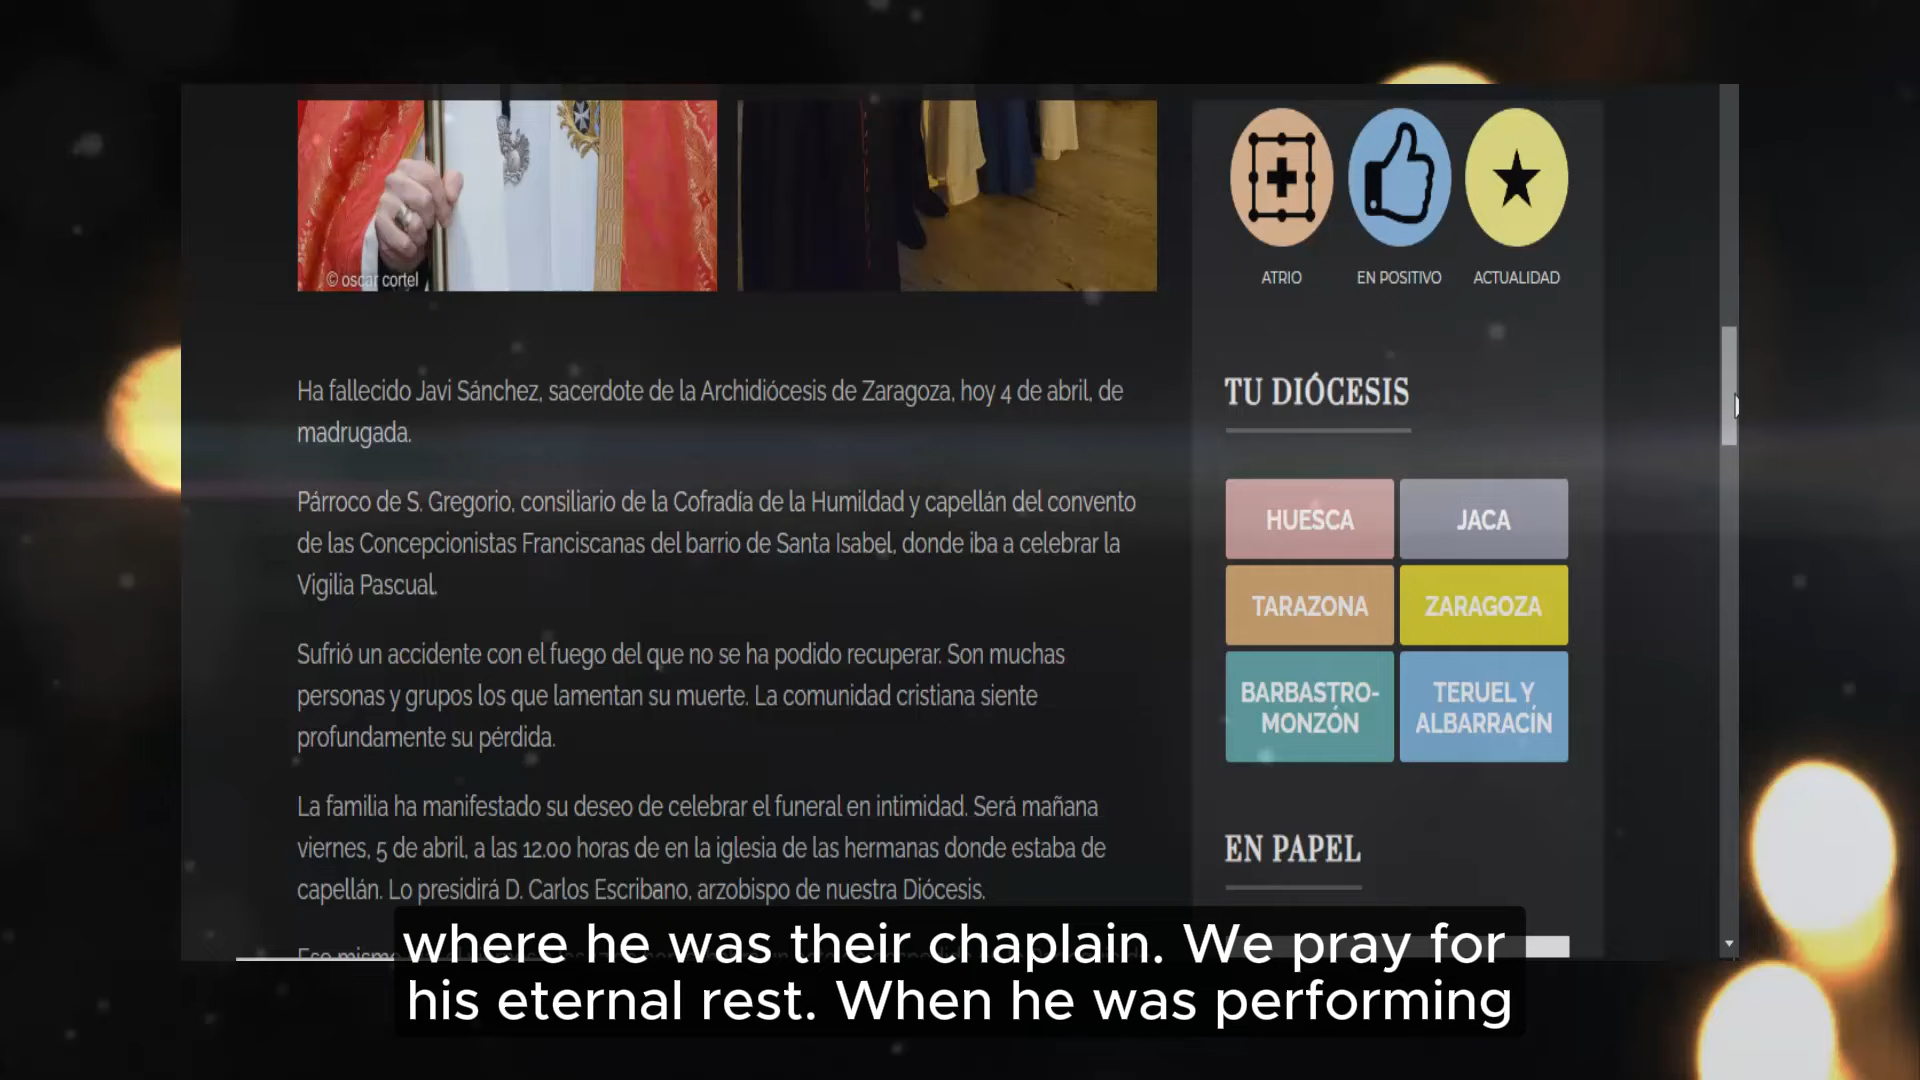 © oscar cortel
ATRIO
EN POSITIVO
ACTUALIDAD
Ha fallecido Javi Sánchez, sacerdote de la Archidiócesis de Zaragoza, hoy 4 de abril, de
madrugada.
Párroco de S. Gregorio, consiliario de la Cofradía de la Humildad y capellán del convento
de las Concepcionistas Franciscanas del barrio de Santa Isabel, donde iba a celebrar la
Vigilia Pascual.
Sufrió un accidente con el fuego del que no se ha podido recuperar. Son muchas
personas y grupos los que lamentan su muerte. La comunidad cristiana siente
profundamente su pérdida.
La familia ha manifestado su deseo de celebrar el funeral en intimidad. Será mañana
viernes, 5 de abril, a las 12.00 horas de en la iglesia de las hermanas donde estaba de
capellán. Lo presidirá D. Carlos Escribano, arzobispo de nuestra Diócesis.
TU DIÓCESIS
HUESCA
JACA
TARAZONA
ZARAGOZA
BARBASTRO-
MONZÓN
TERUEL Y
ALBARRACÍN
EN PAPEL
where he was their chaplain. We pray for
his eternal rest. When he was performing